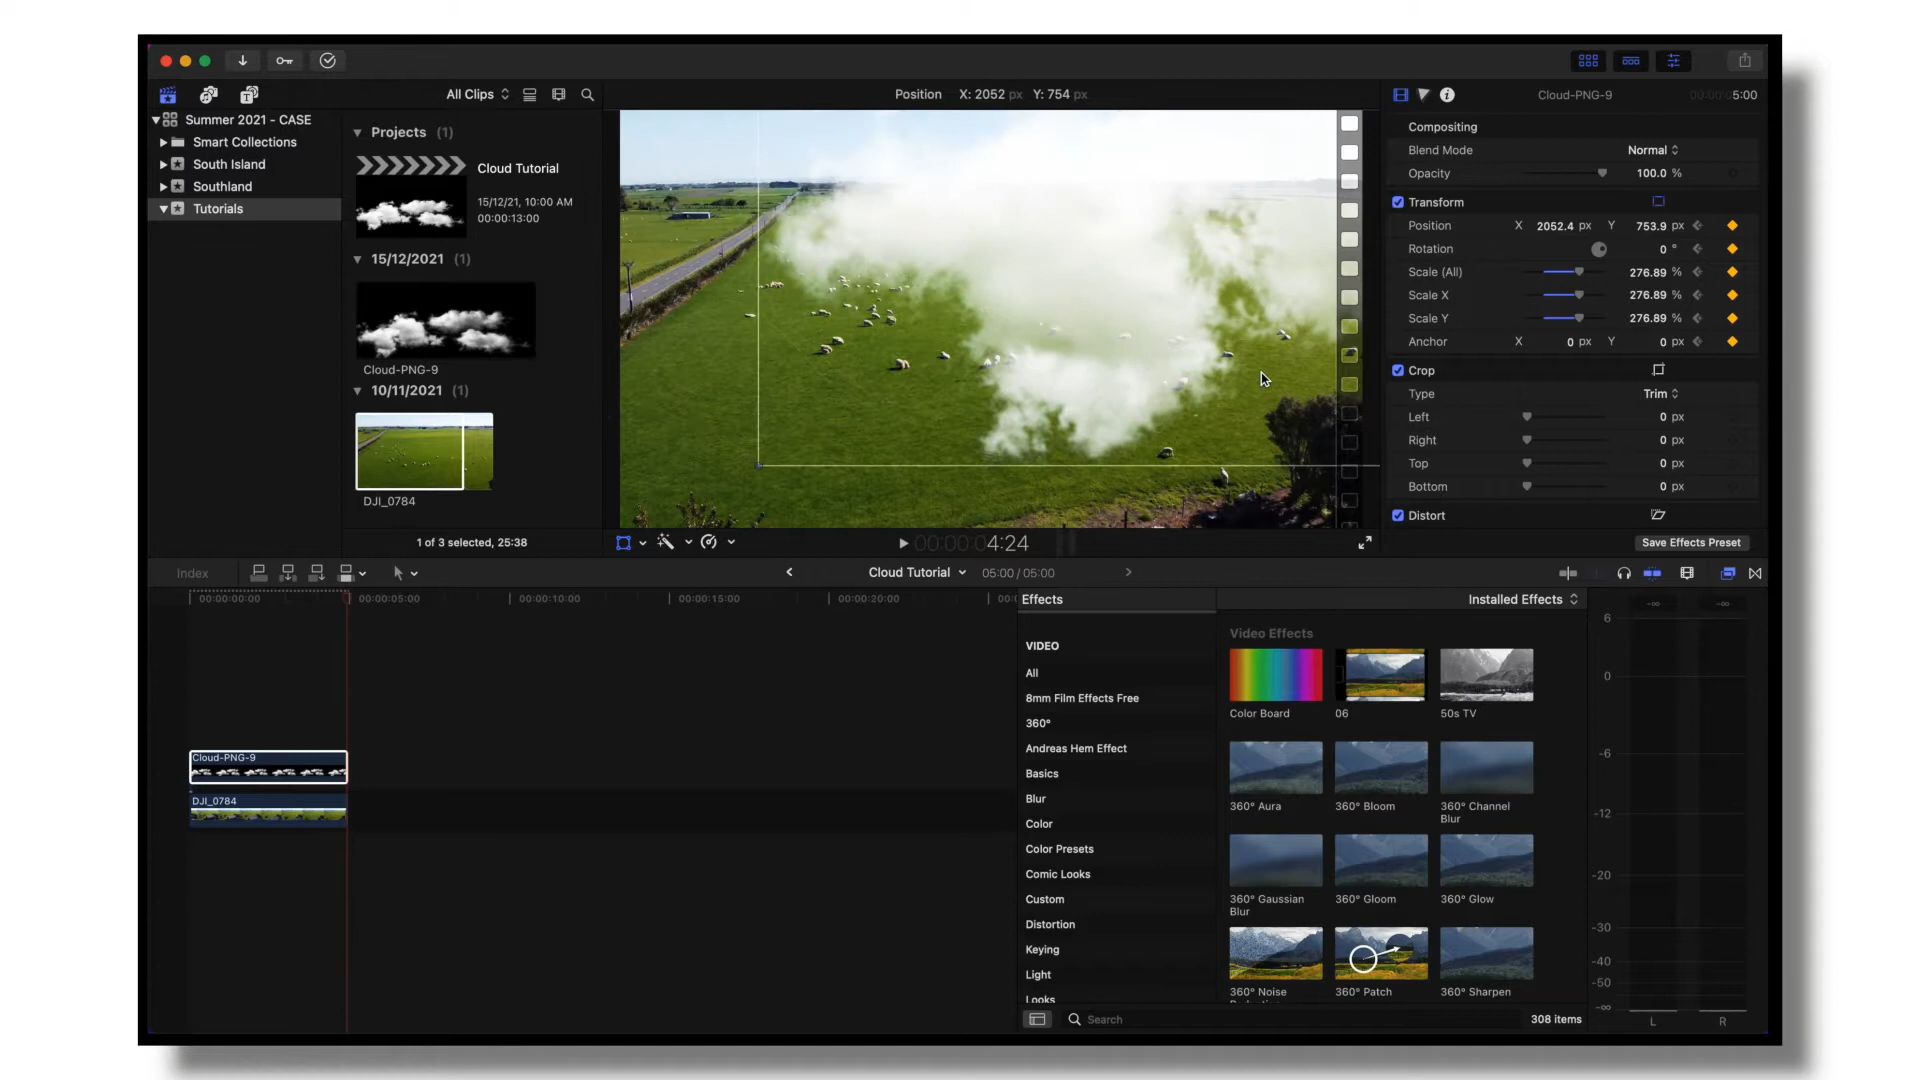 All Clips
Position X: 2052 px Y: 754 px
Cloud-PNG-9
00:00:05:00
Summer 2021 - CASE
Smart Collections
South Island
Southland
Tutorials
Projects (1)
Cloud Tutorial
15/12/21, 10:00 AM
00:00:13:00
15/12/2021 (1)
Cloud-PNG-9
10/11/2021 (1)
DJI_0784
1 of 3 selected, 25:38
00:00:04:24
Compositing
Blend Mode Normal
Opacity 100.0 %
Transform
Position X 2052.4 px Y 753.9 px
Rotation 0 °
Scale (All) 276.89 %
Scale X 276.89 %
Scale Y 276.89 %
Anchor X 0 px Y 0 px
Crop
Type Trim
Left 0 px
Right 0 px
Top 0 px
Bottom 0 px
Distort
Save Effects Preset
Index
Cloud Tutorial 05:00 / 05:00
00:00:00:00 00:00:05:00 00:00:10:00 00:00:15:00 00:00:20:00 00:0
Cloud-PNG-9
DJI_0784
Effects
Installed Effects
VIDEO
All
8mm Film Effects Free
360°
Andreas Hem Effect
Basics
Blur
Color
Color Presets
Comic Looks
Custom
Distortion
Keying
Light
Looks
Video Effects
Color Board 06 50s TV
360° Aura 360° Bloom 360° Channel
Blur
360° Gaussian 360° Gloom 360° Glow
Blur
360° Noise 360° Patch 360° Sharpen
Search
308 items
-∞ -∞
6
0
-6
-12
-20
-30
-40
-50
-∞
L R